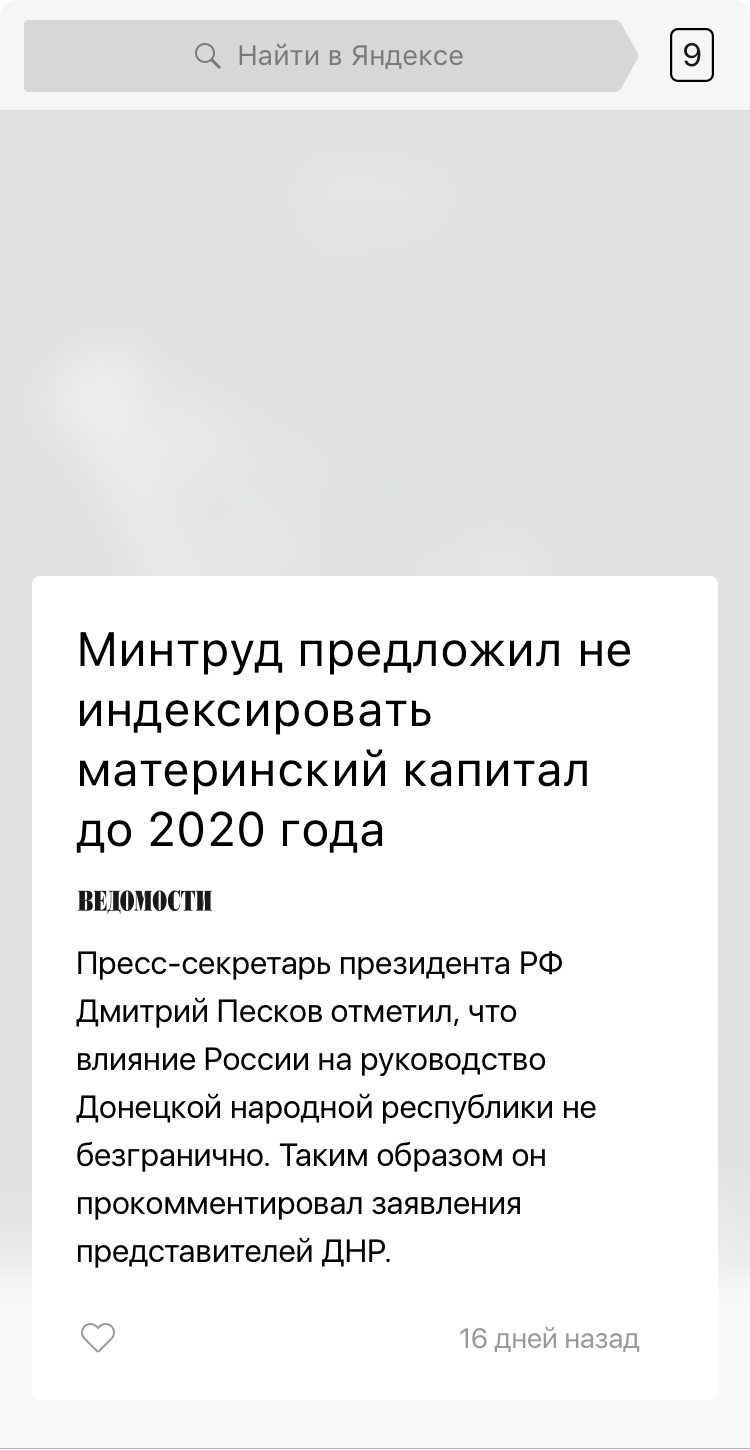 Найти в Яндексе
9
Минтруд предложил не
индексировать
материнский капитал
до 2020 года
ВЕДОМОСТИ
Пресс-секретарь президента РФ
Дмитрий Песков отметил, что
влияние России на руководство
Донецкой народной республики не
безгранично. Таким образом он
прокомментировал заявления
представителей ДНР.
16 дней назад